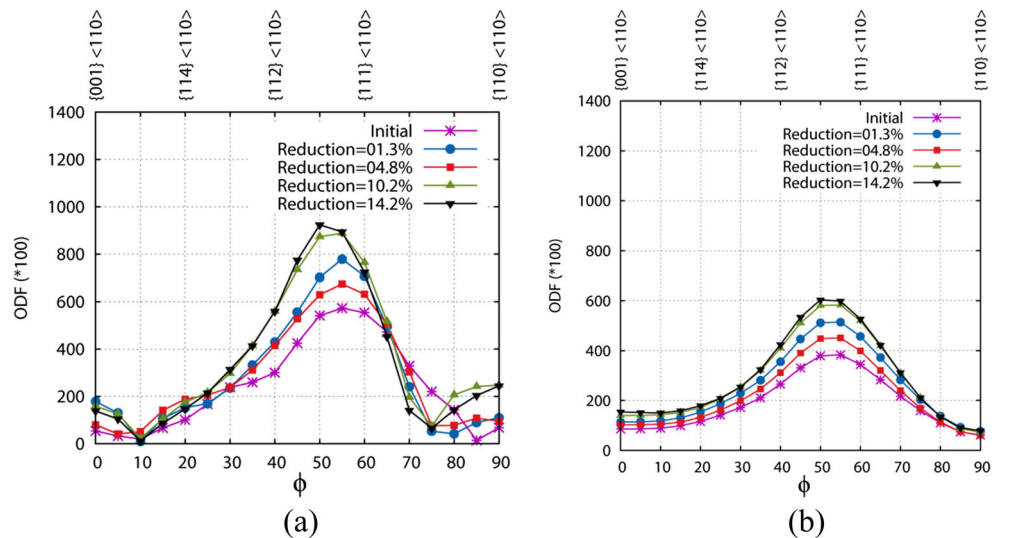 {001} <110>
{114} <110>
{112} <110>
{111} <110>
{110} <110>
1400
1200
1000
800
600
400
200
0
ODF (*100)
Initial
Reduction=01.3%
Reduction=04.8%
Reduction=10.2%
Reduction=14.2%
0 10 20 30 40 50 60 70 80 90
ϕ
(a)
{001} <110>
{114} <110>
{112} <110>
{111} <110>
{110} <110>
1400
1200
1000
800
600
400
200
0
ODF (*100)
Initial
Reduction=01.3%
Reduction=04.8%
Reduction=10.2%
Reduction=14.2%
0 10 20 30 40 50 60 70 80 90
ϕ
(b)